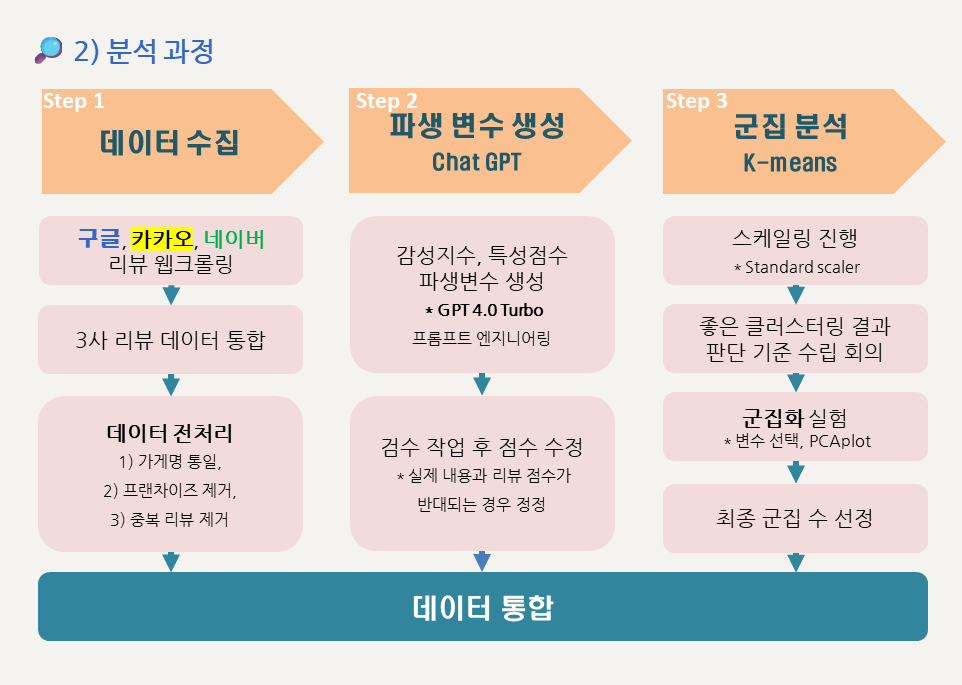 2) 분석 과정
Step 1
데이터 수집
구글, 카카오, 네이버
리뷰 웹크롤링
3사 리뷰 데이터 통합
데이터 전처리
1) 가게명 통일,
2) 프랜차이즈 제거,
3) 중복 리뷰 제거
Step 2
파생 변수 생성
Chat GPT
감성지수, 특성점수
파생변수 생성
* GPT 4.0 Turbo
프롬프트 엔지니어링
검수 작업 후 점수 수정
* 실제 내용과 리뷰 점수가
반대되는 경우 정정
Step 3
군집 분석
K-means
스케일링 진행
* Standard scaler
좋은 클러스터링 결과
판단 기준 수립 회의
군집화 실험
* 변수 선택, PCAplot
최종 군집 수 선정
데이터 통합